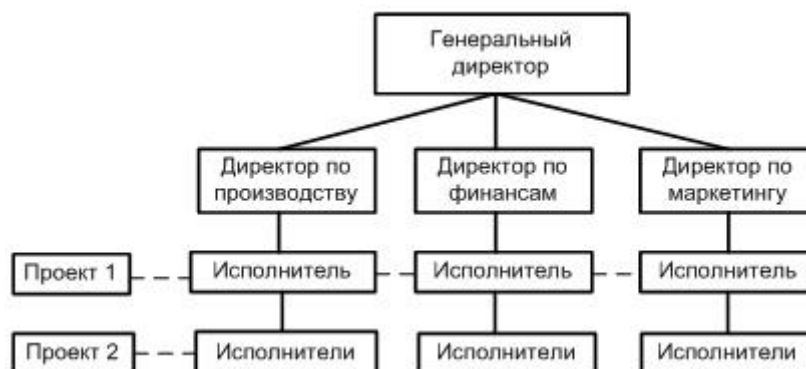 Генеральный
директор
Директор по
производству
Директор по
финансам
Директор по
маркетингу
Проект 1
Исполнитель
Исполнитель
Исполнитель
Проект 2
Исполнители
Исполнители
Исполнители